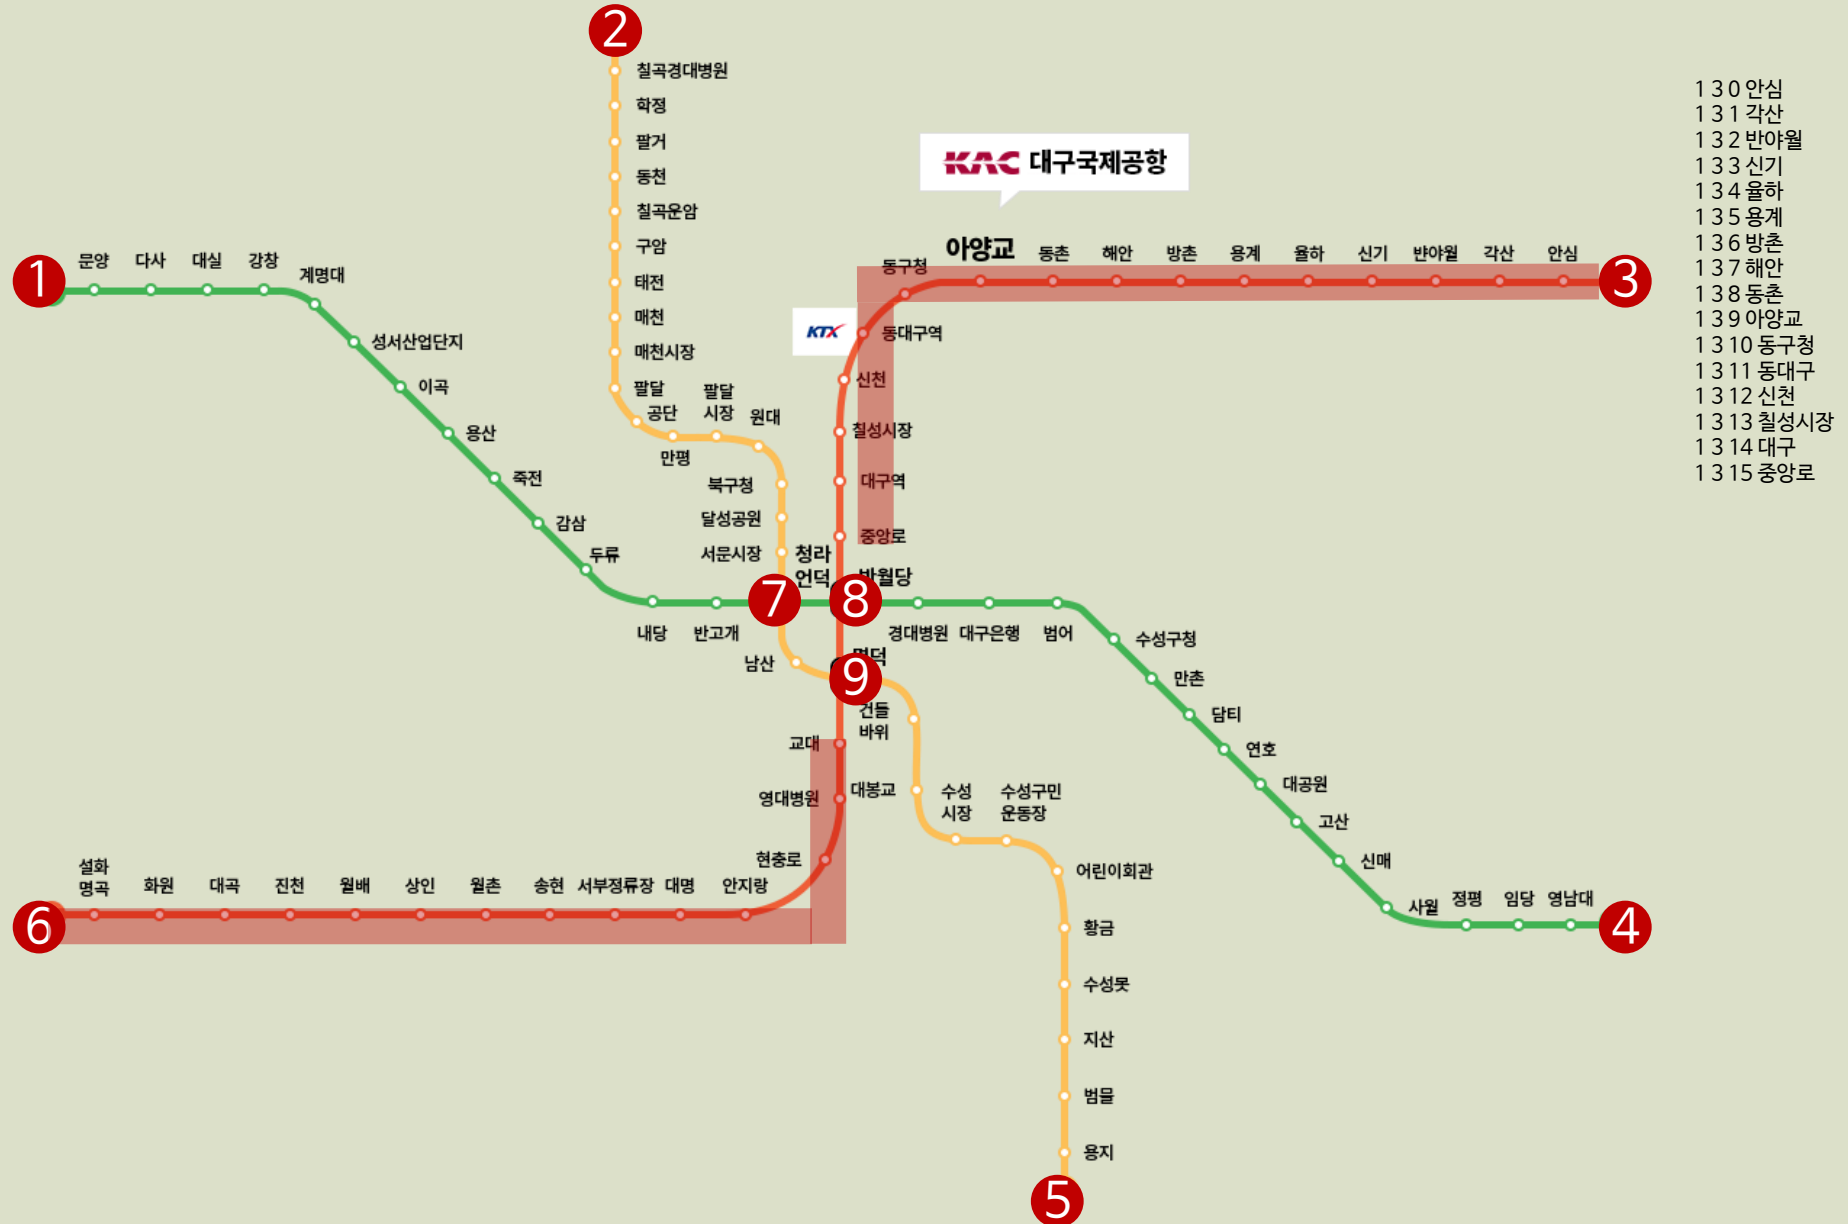 2
칠곡경대병원
학정
팔거
동천
칠곡운암
구암
태전
매천
매천시장
팔달
공단
만평
팔달
시장
원대
북구청
달성공원
서문시장
청라
언덕
7
남산
KAC 대구국제공항
1
문양 다사 대실 강창
계명대
성서산업단지
이곡
용산
죽전
감삼
두류
내당 반고개
아양교 동촌 해안 방촌 용계 율하 신기 반야월 각산 안심
3
동구청
KTX
동대구역
신천
칠성시장
대구역
중앙로
반월당
8
경대병원 대구은행 범어
수성구청
만촌
담티
연호
대공원
고산
신매
사월 정평 임당 영남대
4
명덕
9
건들
바위
대봉교
수성
시장
수성구민
운동장
어린이회관
황금
수성못
지산
범물
용지
5
교대
영대병원
현충로
설화
명곡
화원 대곡 진천 월배 상인 월촌 송현 서부정류장 대명 안지랑
6
1 3 0 안심
1 3 1 각산
1 3 2 반야월
1 3 3 신기
1 3 4 율하
1 3 5 용계
1 3 6 방촌
1 3 7 해안
1 3 8 동촌
1 3 9 아양교
1 3 10 동구청
1 3 11 동대구
1 3 12 신천
1 3 13 칠성시장
1 3 14 대구
1 3 15 중앙로